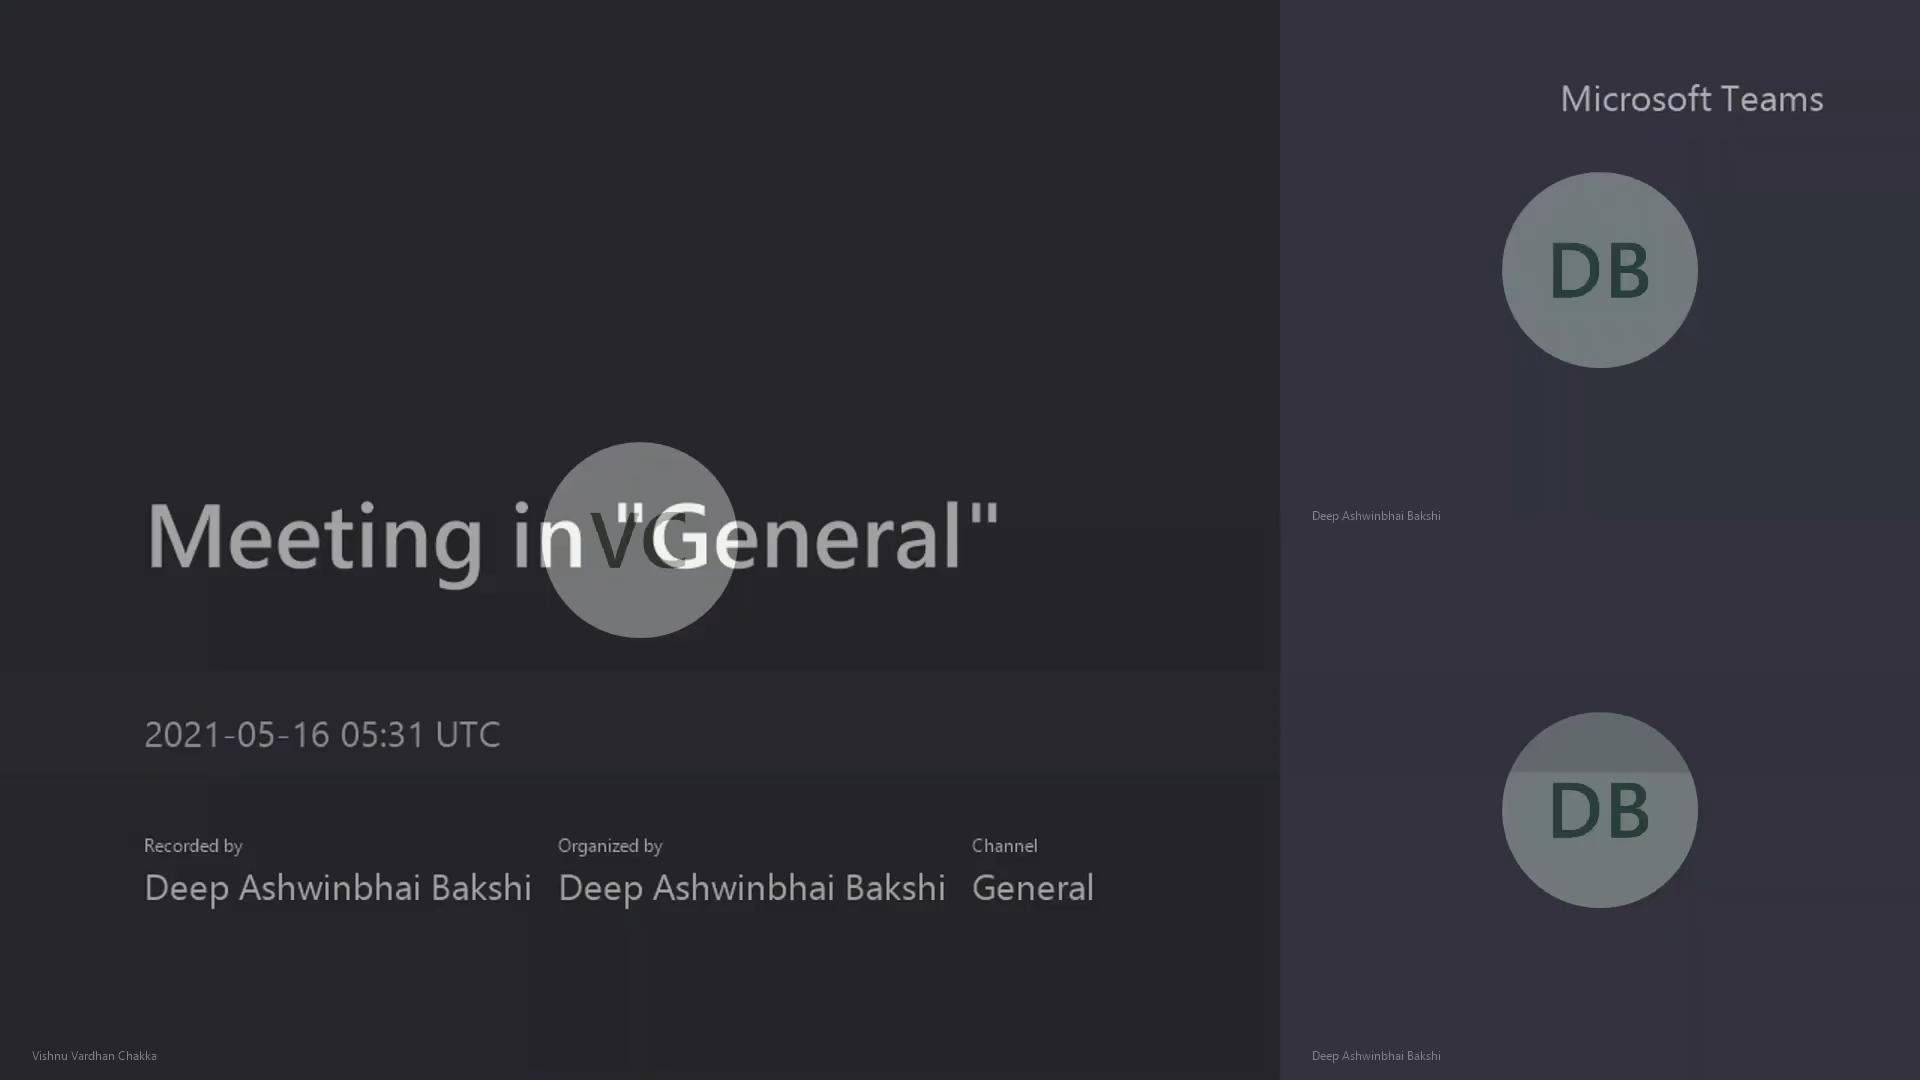 Microsoft Teams
DB
Deep Ashwinbhai Bakshi
Meeting in "General"
VC
2021-05-16 05:31 UTC
Recorded by
Deep Ashwinbhai Bakshi
Organized by
Deep Ashwinbhai Bakshi
Channel
General
DB
Vishnu Vardhan Chakka
Deep Ashwinbhai Bakshi